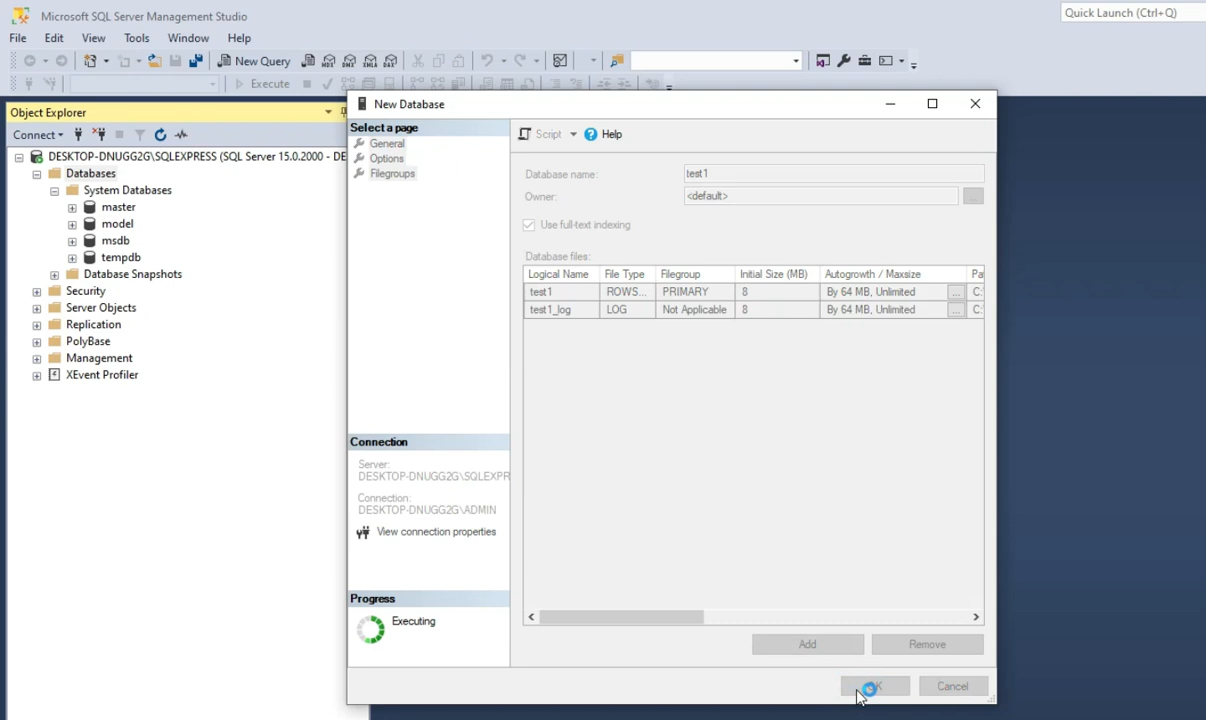 Microsoft SQL Server Management Studio
Quick Launch (Ctrl+Q)
File Edit View Tools Window Help
New Query MDX DMX XMLA DAX
Execute
Object Explorer
Connect
DESKTOP-DNUGG2G\SQLEXPRESS (SQL Server 15.0.2000 - DE
Databases
System Databases
master
model
msdb
tempdb
Database Snapshots
Security
Server Objects
Replication
PolyBase
Management
XEvent Profiler
New Database
Select a page
General
Options
Filegroups
Connection
Server:
DESKTOP-DNUGG2G\SQLEXPR
Connection:
DESKTOP-DNUGG2G\ADMIN
View connection properties
Progress
Executing
Script Help
Database name: test1
Owner: <default> ...
Use full-text indexing
Database files:
Logical Name File Type Filegroup Initial Size (MB) Autogrowth / Maxsize Pa
test1 ROWS... PRIMARY 8 By 64 MB, Unlimited ... C:
test1_log LOG Not Applicable 8 By 64 MB, Unlimited ... C:
Add Remove
Cancel